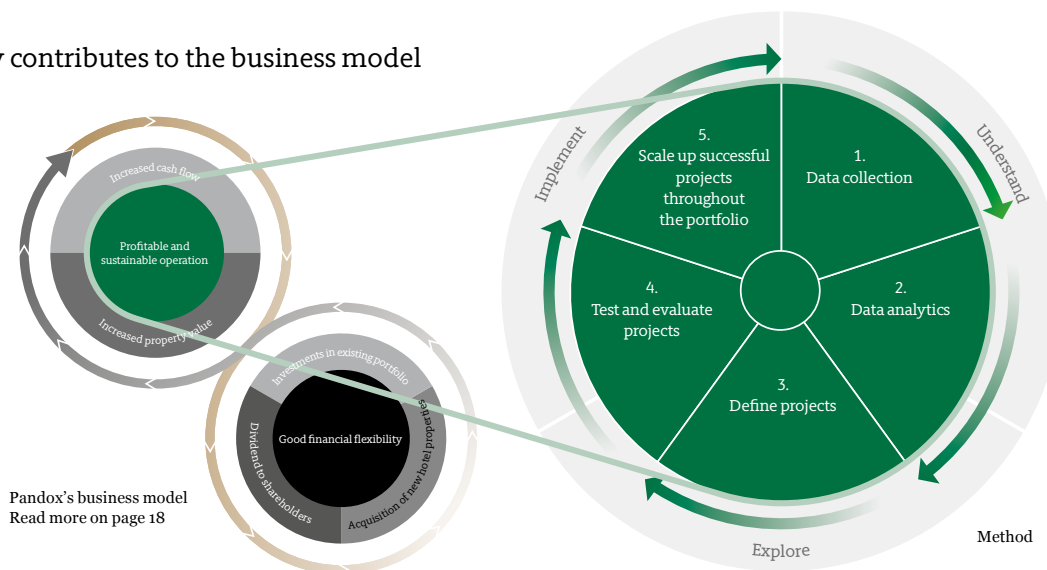 contributes to the business model
Increased cash flow
Profitable and
sustainable operation
Increased property value
Investments in existing portfolio
Good financial flexibility
Dividend to shareholders
Acquisition of new hotel properties
Pandox's business model
Read more on page 18
Implement
Understand
Explore
5.
Scale up successful
projects
throughout
the portfolio
1.
Data collection
4.
Test and evaluate
projects
2.
Data analytics
3.
Define projects
Method